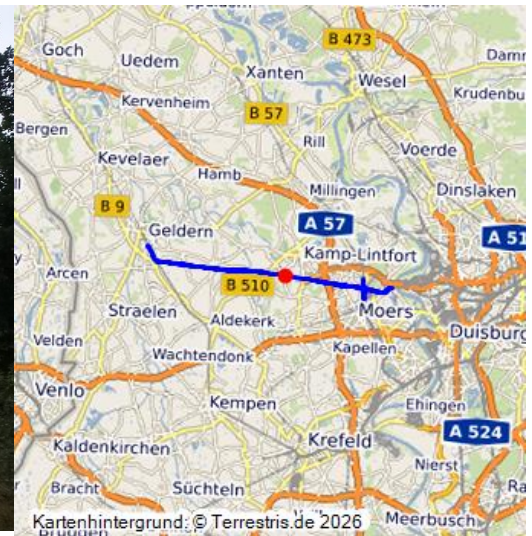 B 473
Goch
Uedem
Xanten
Wesel
Damm
Krudenbu
Kervenheim
B 57
Bergen
Rill
Voerde
Kevelaer
Hamb
Millingen
Dinslaken
B 9
Geldern
A 57
Kamp-Lintfort
A 51
Arcen
B 510
Moers
Straelen
Aldekerk
Duisburg
Velden
Wachtendonk
Kapellen
Venlo
Kempen
Ehingen
A 524
Krefeld
Kaldenkirchen
Nierst
Bracht
Süchteln
Ra
Meerbusch
Kartenhintergrund: © Terrestris.de 2026